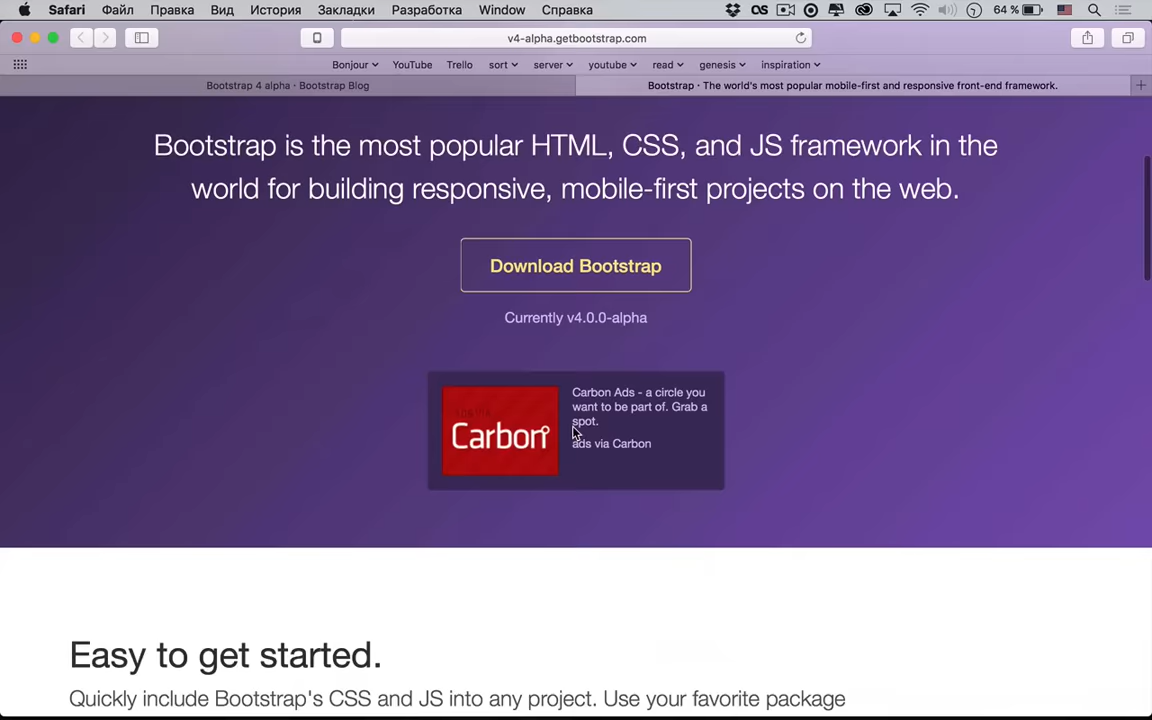 Safari Файл Правка Вид История Закладки Разработка Window Справка 64 %
v4-alpha.getbootstrap.com
Bonjour YouTube Trello sort server youtube read genesis inspiration
Bootstrap 4 alpha · Bootstrap Blog Bootstrap · The world's most popular mobile-first and responsive front-end framework.
Bootstrap is the most popular HTML, CSS, and JS framework in the
world for building responsive, mobile-first projects on the web.
Download Bootstrap
Currently v4.0.0-alpha
Carbon
Carbon Ads - a circle you
want to be part of. Grab a
spot.
ads via Carbon
Easy to get started.
Quickly include Bootstrap's CSS and JS into any project. Use your favorite package